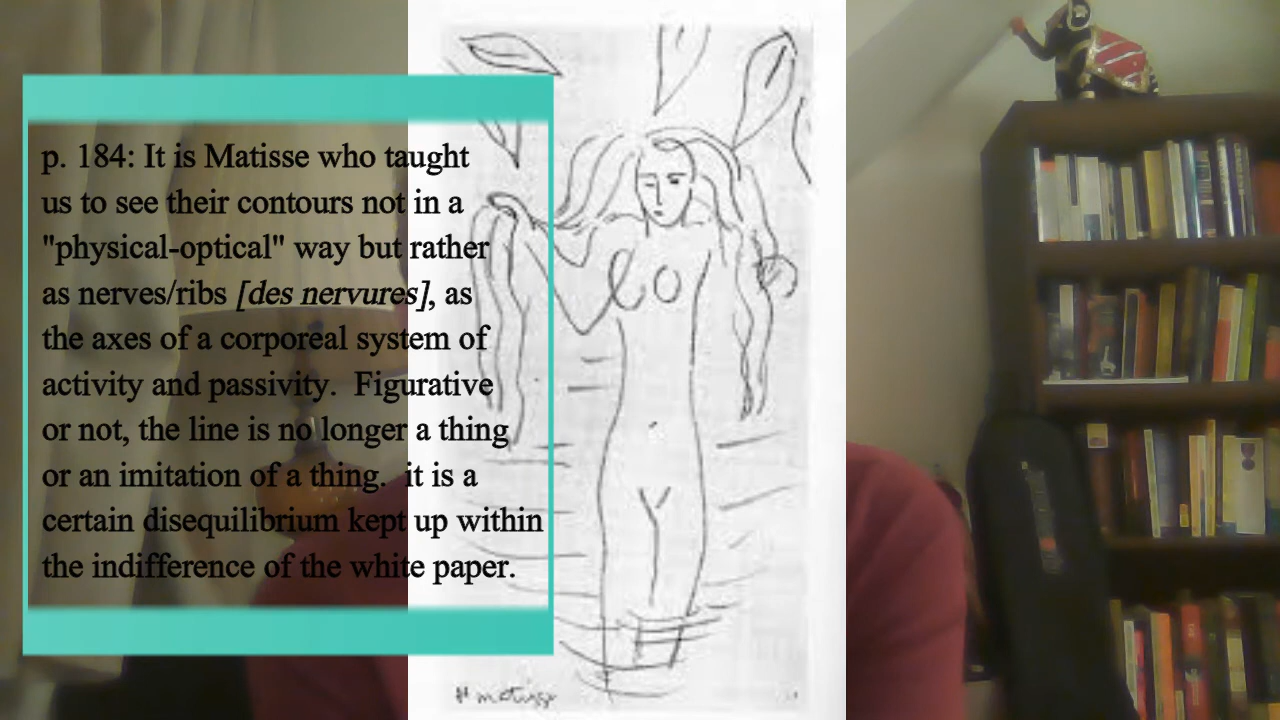 p. 184: It is Matisse who taught
us to see their contours not in a
"physical-optical" way but rather
as nerves/ribs [des nervures], as
the axes of a corporeal system of
activity and passivity.  Figurative
or not, the line is no longer a thing
or an imitation of a thing.  it is a
certain disequilibrium kept up within
the indifference of the white paper.
H matisse